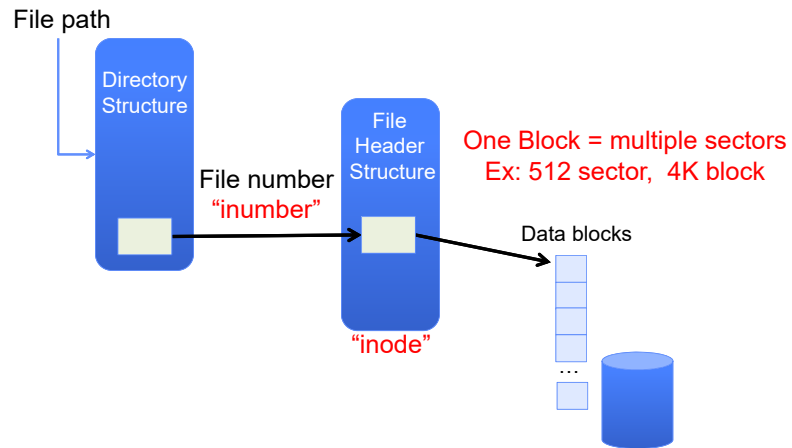 File path
Directory
Structure
File
Header
Structure
One Block = multiple sectors
Ex: 512 sector, 4K block
File number
“inumber”
Data blocks
...
“inode”